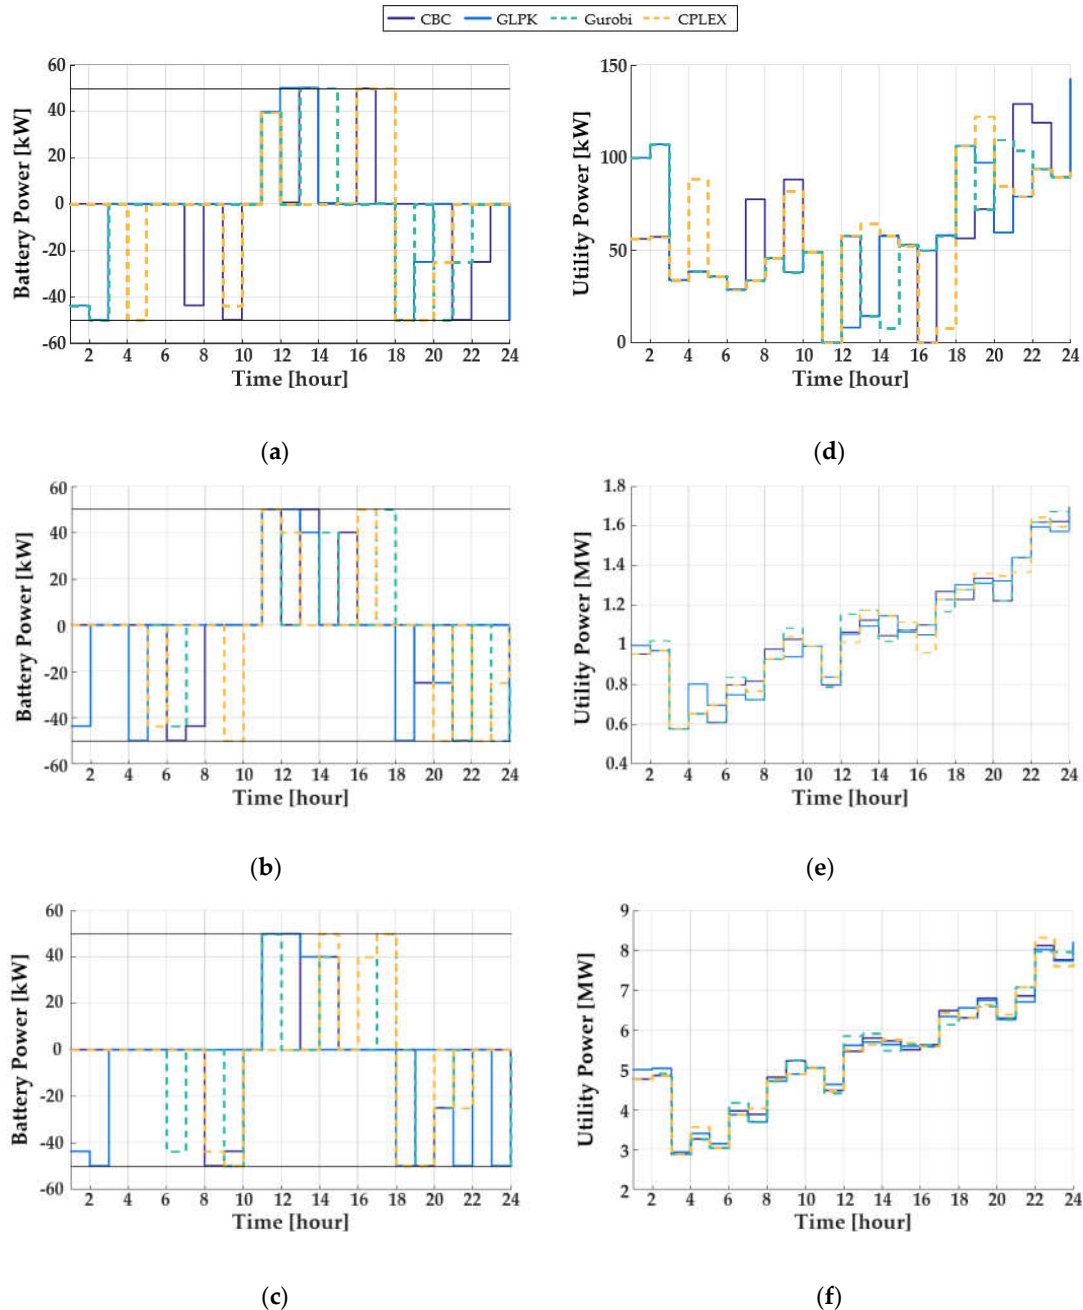 CBC GLPK Gurobi CPLEX
60
40
20
0
-20
-40
-60
Battery Power [kW]
2 4 6 8 10 12 14 16 18 20 22 24
Time [hour]
(a)
150
100
50
0
Utility Power [kW]
2 4 6 8 10 12 14 16 18 20 22 24
Time [hour]
(d)
60
40
20
0
-20
-40
-60
Battery Power [kW]
2 4 6 8 10 12 14 16 18 20 22 24
Time [hour]
(b)
1.8
1.6
1.4
1.2
1
0.8
0.6
0.4
Utility Power [MW]
2 4 6 8 10 12 14 16 18 20 22 24
Time [hour]
(e)
60
40
20
0
-20
-40
-60
Battery Power [kW]
2 4 6 8 10 12 14 16 18 20 22 24
Time [hour]
(c)
9
8
7
6
5
4
3
2
Utility Power [MW]
2 4 6 8 10 12 14 16 18 20 22 24
Time [hour]
(f)